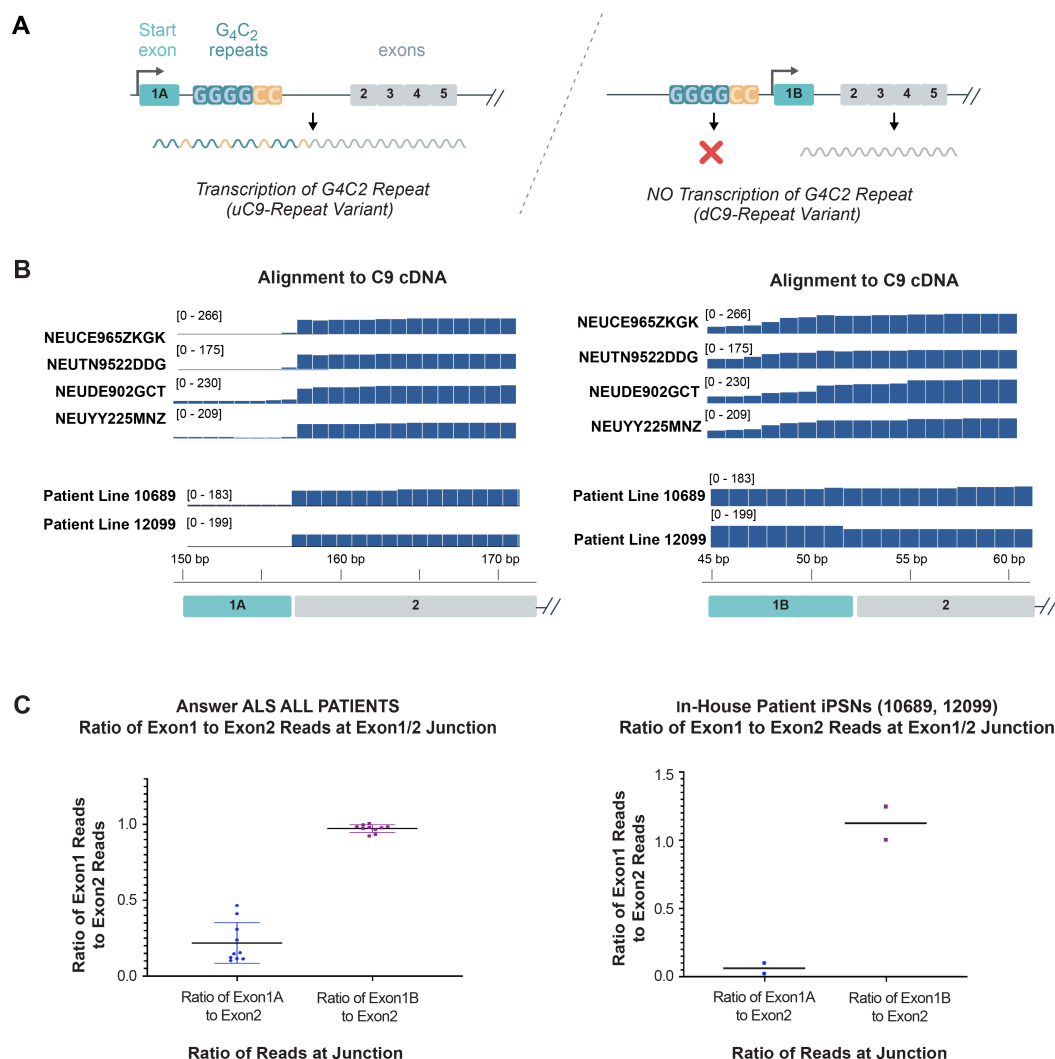 A
Start
exon
G4C2
repeats
exons
1A
GGGGCC
2 3 4 5
GGGGCC
1B
2 3 4 5
Transcription of G4C2 Repeat
(uC9-Repeat Variant)
NO Transcription of G4C2 Repeat
(dC9-Repeat Variant)
B
Alignment to C9 cDNA
[0 - 266]
NEUCE965ZKGK
[0 - 175]
NEUTN9522DDG
[0 - 230]
NEUDE902GCT
[0 - 209]
NEUYY225MNZ
Patient Line 10689
[0 - 183]
Patient Line 12099
[0 - 199]
150 bp 160 bp 170 bp
1A 2
Alignment to C9 cDNA
[0 - 266]
NEUCE965ZKGK
[0 - 175]
NEUTN9522DDG
[0 - 230]
NEUDE902GCT
[0 - 209]
NEUYY225MNZ
[0 - 183]
Patient Line 10689
[0 - 199]
Patient Line 12099
45 bp 50 bp 55 bp 60 bp
1B 2
C
Answer ALS ALL PATIENTS
Ratio of Exon1 to Exon2 Reads at Exon1/2 Junction
Ratio of Exon1 Reads
to Exon2 Reads
1.0
0.5
0.0
Ratio of Exon1A
to Exon2
Ratio of Exon1B
to Exon2
Ratio of Reads at Junction
In-House Patient iPSNs (10689, 12099)
Ratio of Exon1 to Exon2 Reads at Exon1/2 Junction
Ratio of Exon1 Reads
to Exon2 Reads
1.5
1.0
0.5
0.0
Ratio of Exon1A
to Exon2
Ratio of Exon1B
to Exon2
Ratio of Reads at Junction